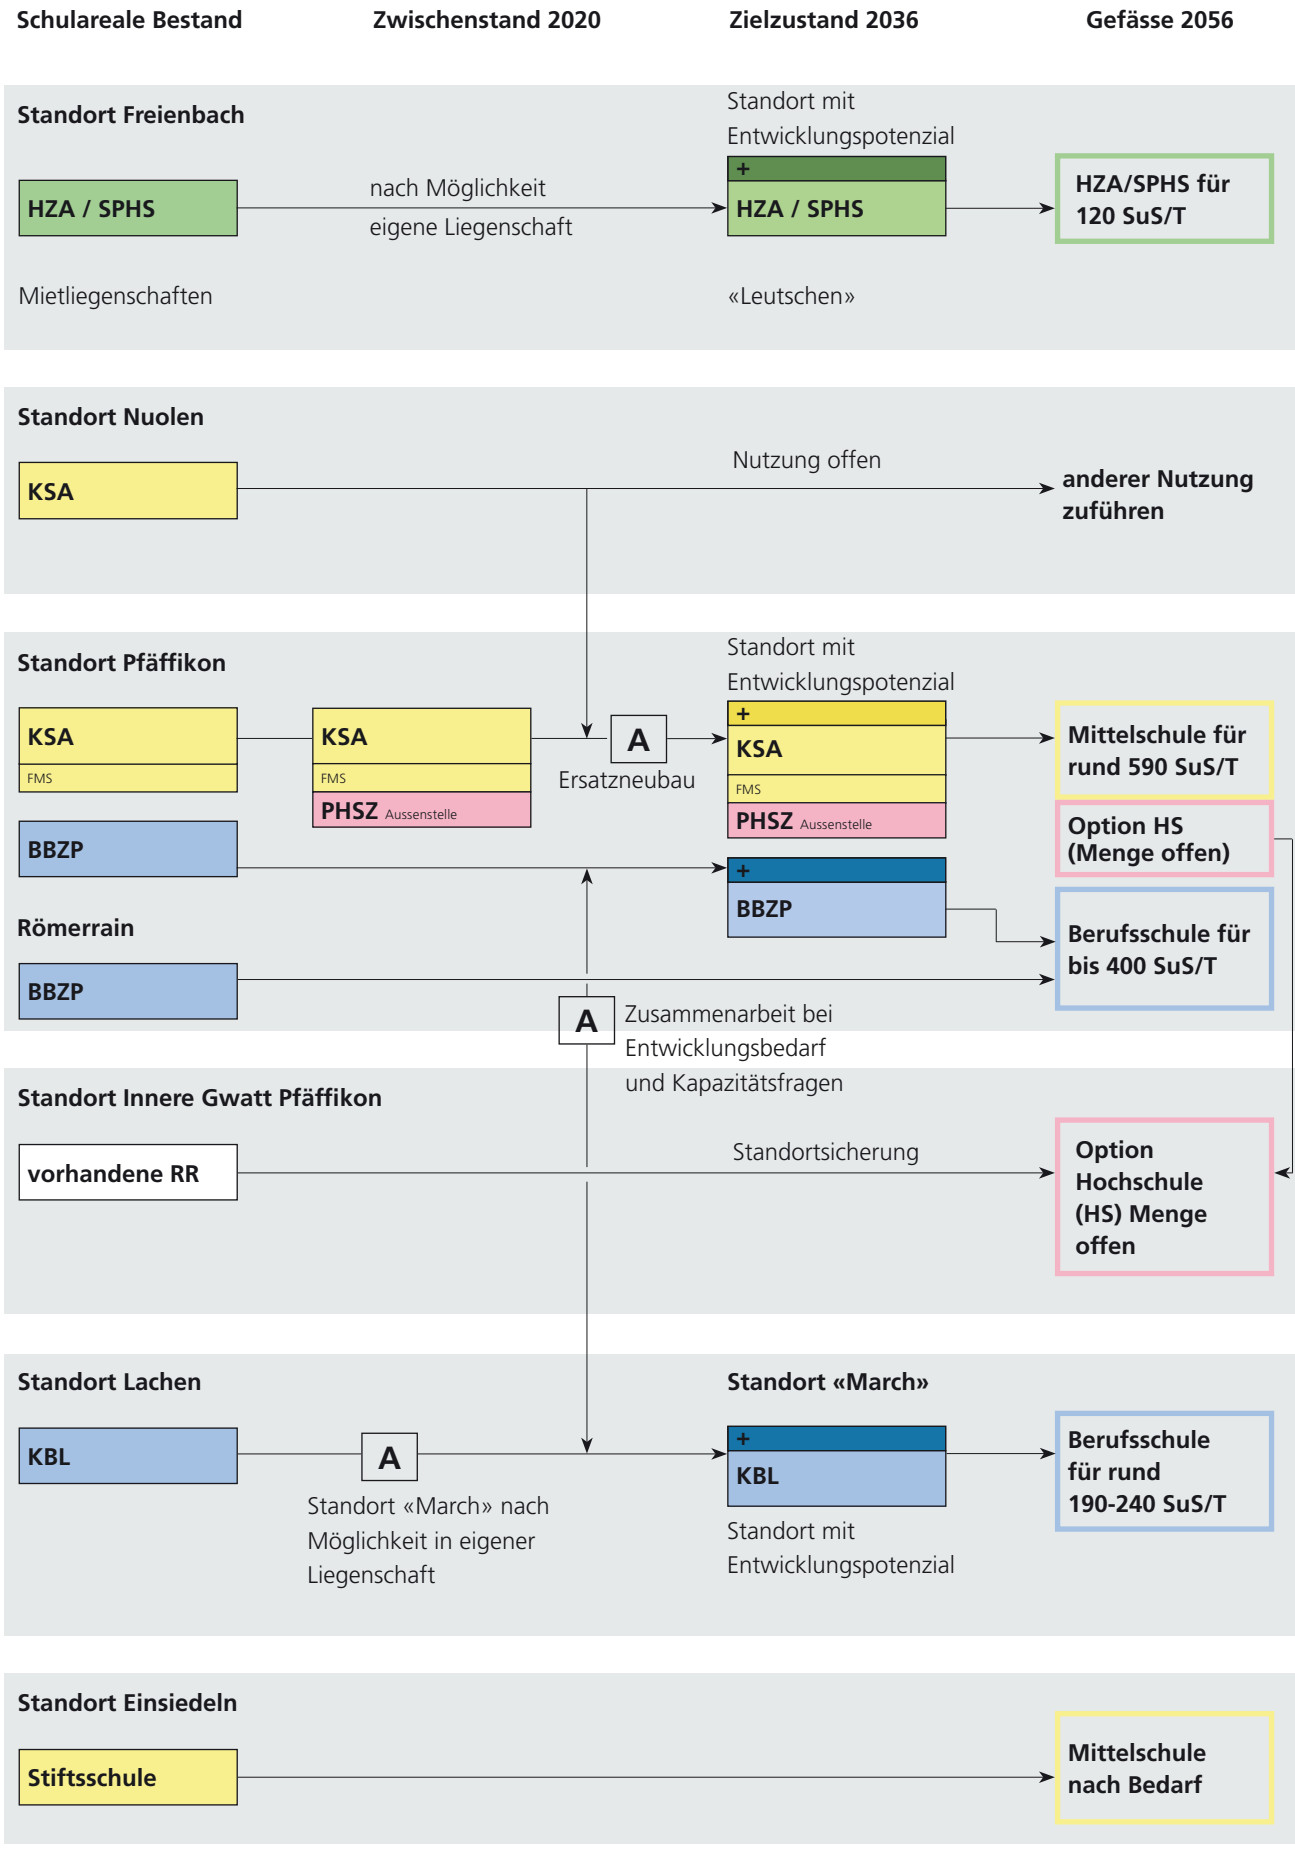 Schulareale Bestand
Zwischenstand 2020
Zielzustand 2036
Gefässe 2056
Standort Freienbach
HZA / SPHS
Mietliegenschaften
nach Möglichkeit
eigene Liegenschaft
Standort mit
Entwicklungspotenzial
+
HZA / SPHS
«Leutschen»
HZA/SPHS für
120 SuS/T
Standort Nuolen
KSA
Nutzung offen
anderer Nutzung
zuführen
Standort Pfäffikon
KSA
FMS
BBZP
Römerrain
BBZP
KSA
FMS
PHSZ Aussenstelle
A
Ersatzneubau
Standort mit
Entwicklungspotenzial
+
KSA
FMS
PHSZ Aussenstelle
+
BBZP
Mittelschule für
rund 590 SuS/T
Option HS
(Menge offen)
Berufsschule für
bis 400 SuS/T
A
Zusammenarbeit bei
Entwicklungsbedarf
und Kapazitätsfragen
Standort Innere Gwatt Pfäffikon
vorhandene RR
Standortsicherung
Option
Hochschule
(HS) Menge
offen
Standort Lachen
KBL
A
Standort «March» nach
Möglichkeit in eigener
Liegenschaft
Standort «March»
+
KBL
Standort mit
Entwicklungspotenzial
Berufsschule
für rund
190-240 SuS/T
Standort Einsiedeln
Stiftsschule
Mittelschule
nach Bedarf